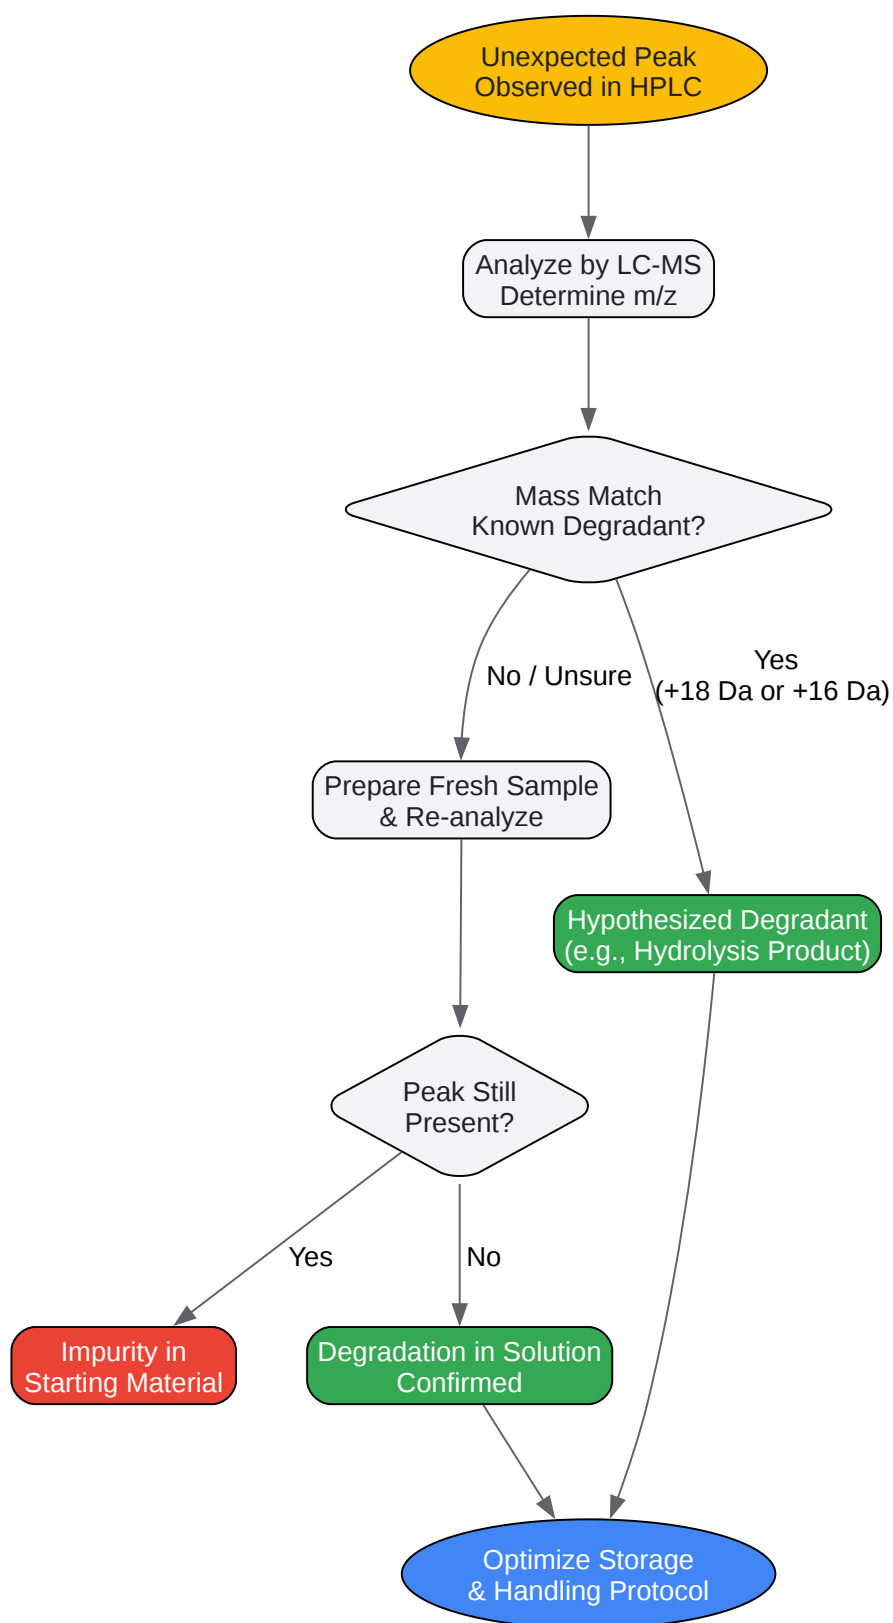 Unexpected Peak
Observed in HPLC
Analyze by LC-MS
Determine m/z
Mass Match
Known Degradant?
No / Unsure
Yes
(+18 Da or +16 Da)
Prepare Fresh Sample
& Re-analyze
Hypothesized Degradant
(e.g., Hydrolysis Product)
Peak Still
Present?
Yes
No
Impurity in
Starting Material
Degradation in Solution
Confirmed
Optimize Storage
& Handling Protocol